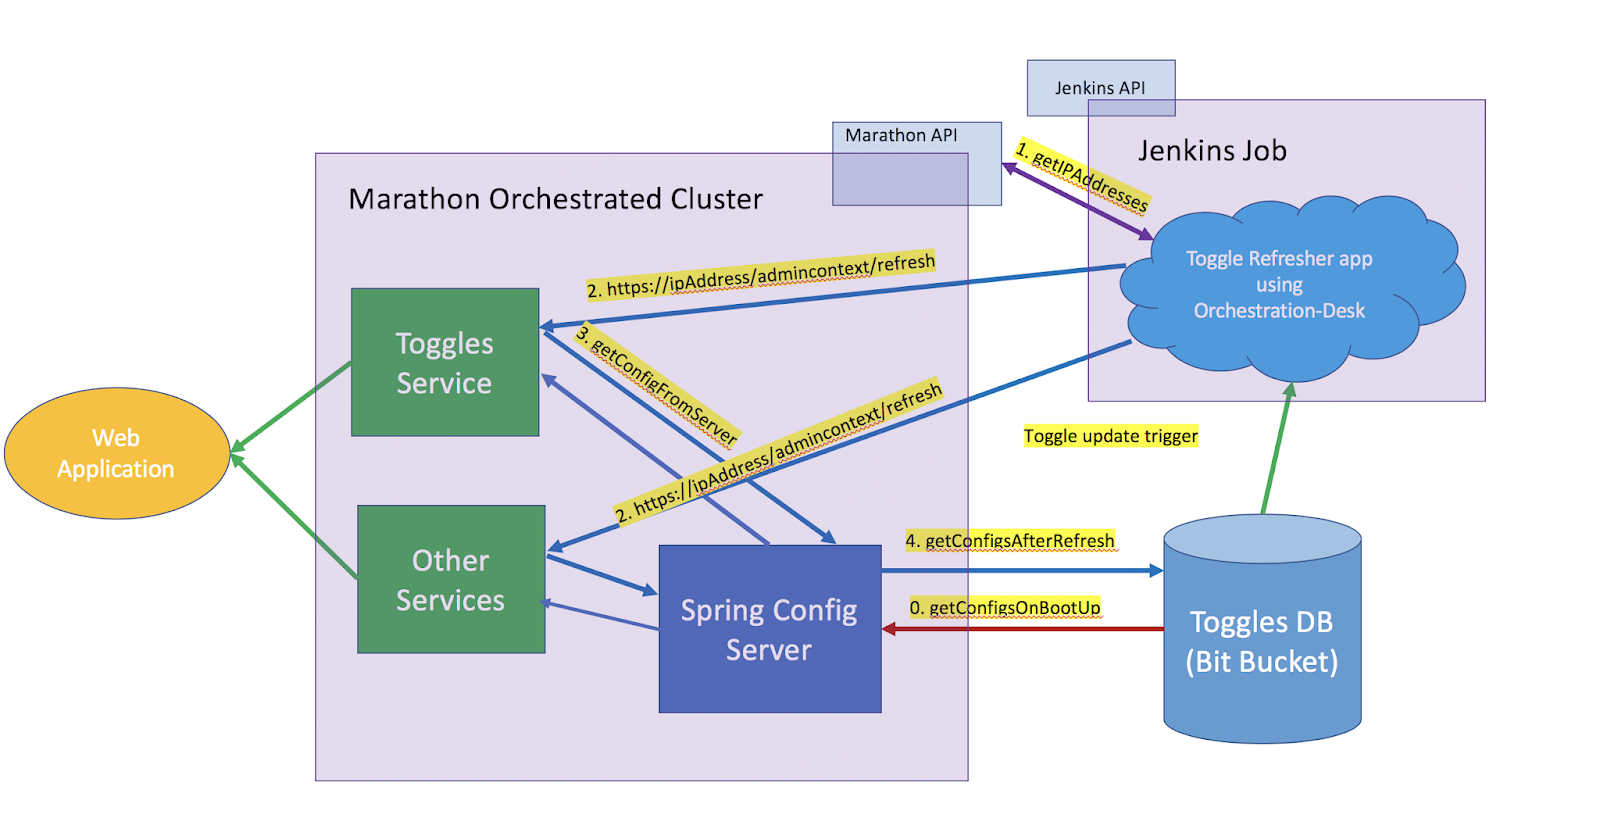 Jenkins API
Marathon API
Jenkins Job
1. getIPAddresses
Marathon Orchestrated Cluster
Toggle Refresher app
using
Orchestration-Desk
2. https://ipAddress/admincontext/refresh
Toggles
Service
3. getConfigFromServer
2. https://ipAddress/admincontext/refresh
Toggle update trigger
Web
Application
Other
Services
4. getConfigsAfterRefresh
0. getConfigsOnBootUp
Spring Config
Server
Toggles DB
(Bit Bucket)